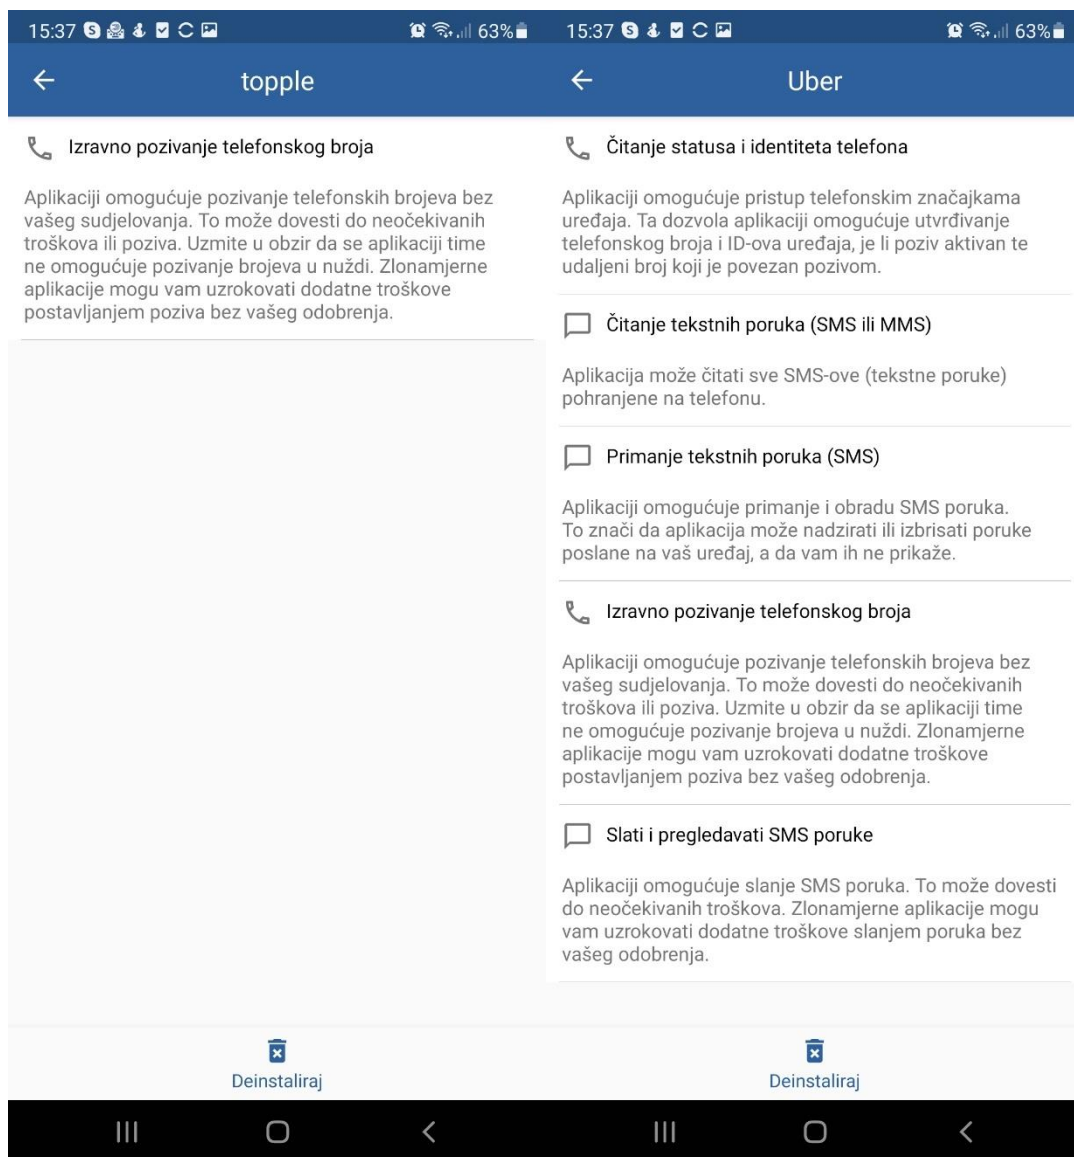 15:37
63%
topple
Izravno pozivanje telefonskog broja
Aplikaciji omogućuje pozivanje telefonskih brojeva bez
vašeg sudjelovanja. To može dovesti do neočekivanih
troškova ili poziva. Uzmite u obzir da se aplikaciji time
ne omogućuje pozivanje brojeva u nuždi. Zlonamjerne
aplikacije mogu vam uzrokovati dodatne troškove
postavljanjem poziva bez vašeg odobrenja.
Deinstaliraj
15:37
63%
Uber
Čitanje statusa i identiteta telefona
Aplikaciji omogućuje pristup telefonskim značajkama
uređaja. Ta dozvola aplikaciji omogućuje utvrđivanje
telefonskog broja i ID-ova uređaja, je li poziv aktivan te
udaljeni broj koji je povezan pozivom.
Čitanje tekstnih poruka (SMS ili MMS)
Aplikacija može čitati sve SMS-ove (tekstne poruke)
pohranjene na telefonu.
Primanje tekstnih poruka (SMS)
Aplikaciji omogućuje primanje i obradu SMS poruka.
To znači da aplikacija može nadzirati ili izbrisati poruke
poslane na vaš uređaj, a da vam ih ne prikaže.
Izravno pozivanje telefonskog broja
Aplikaciji omogućuje pozivanje telefonskih brojeva bez
vašeg sudjelovanja. To može dovesti do neočekivanih
troškova ili poziva. Uzmite u obzir da se aplikaciji time
ne omogućuje pozivanje brojeva u nuždi. Zlonamjerne
aplikacije mogu vam uzrokovati dodatne troškove
postavljanjem poziva bez vašeg odobrenja.
Slati i pregledavati SMS poruke
Aplikaciji omogućuje slanje SMS poruka. To može dovesti
do neočekivanih troškova. Zlonamjerne aplikacije mogu
vam uzrokovati dodatne troškove slanjem poruka bez
vašeg odobrenja.
Deinstaliraj